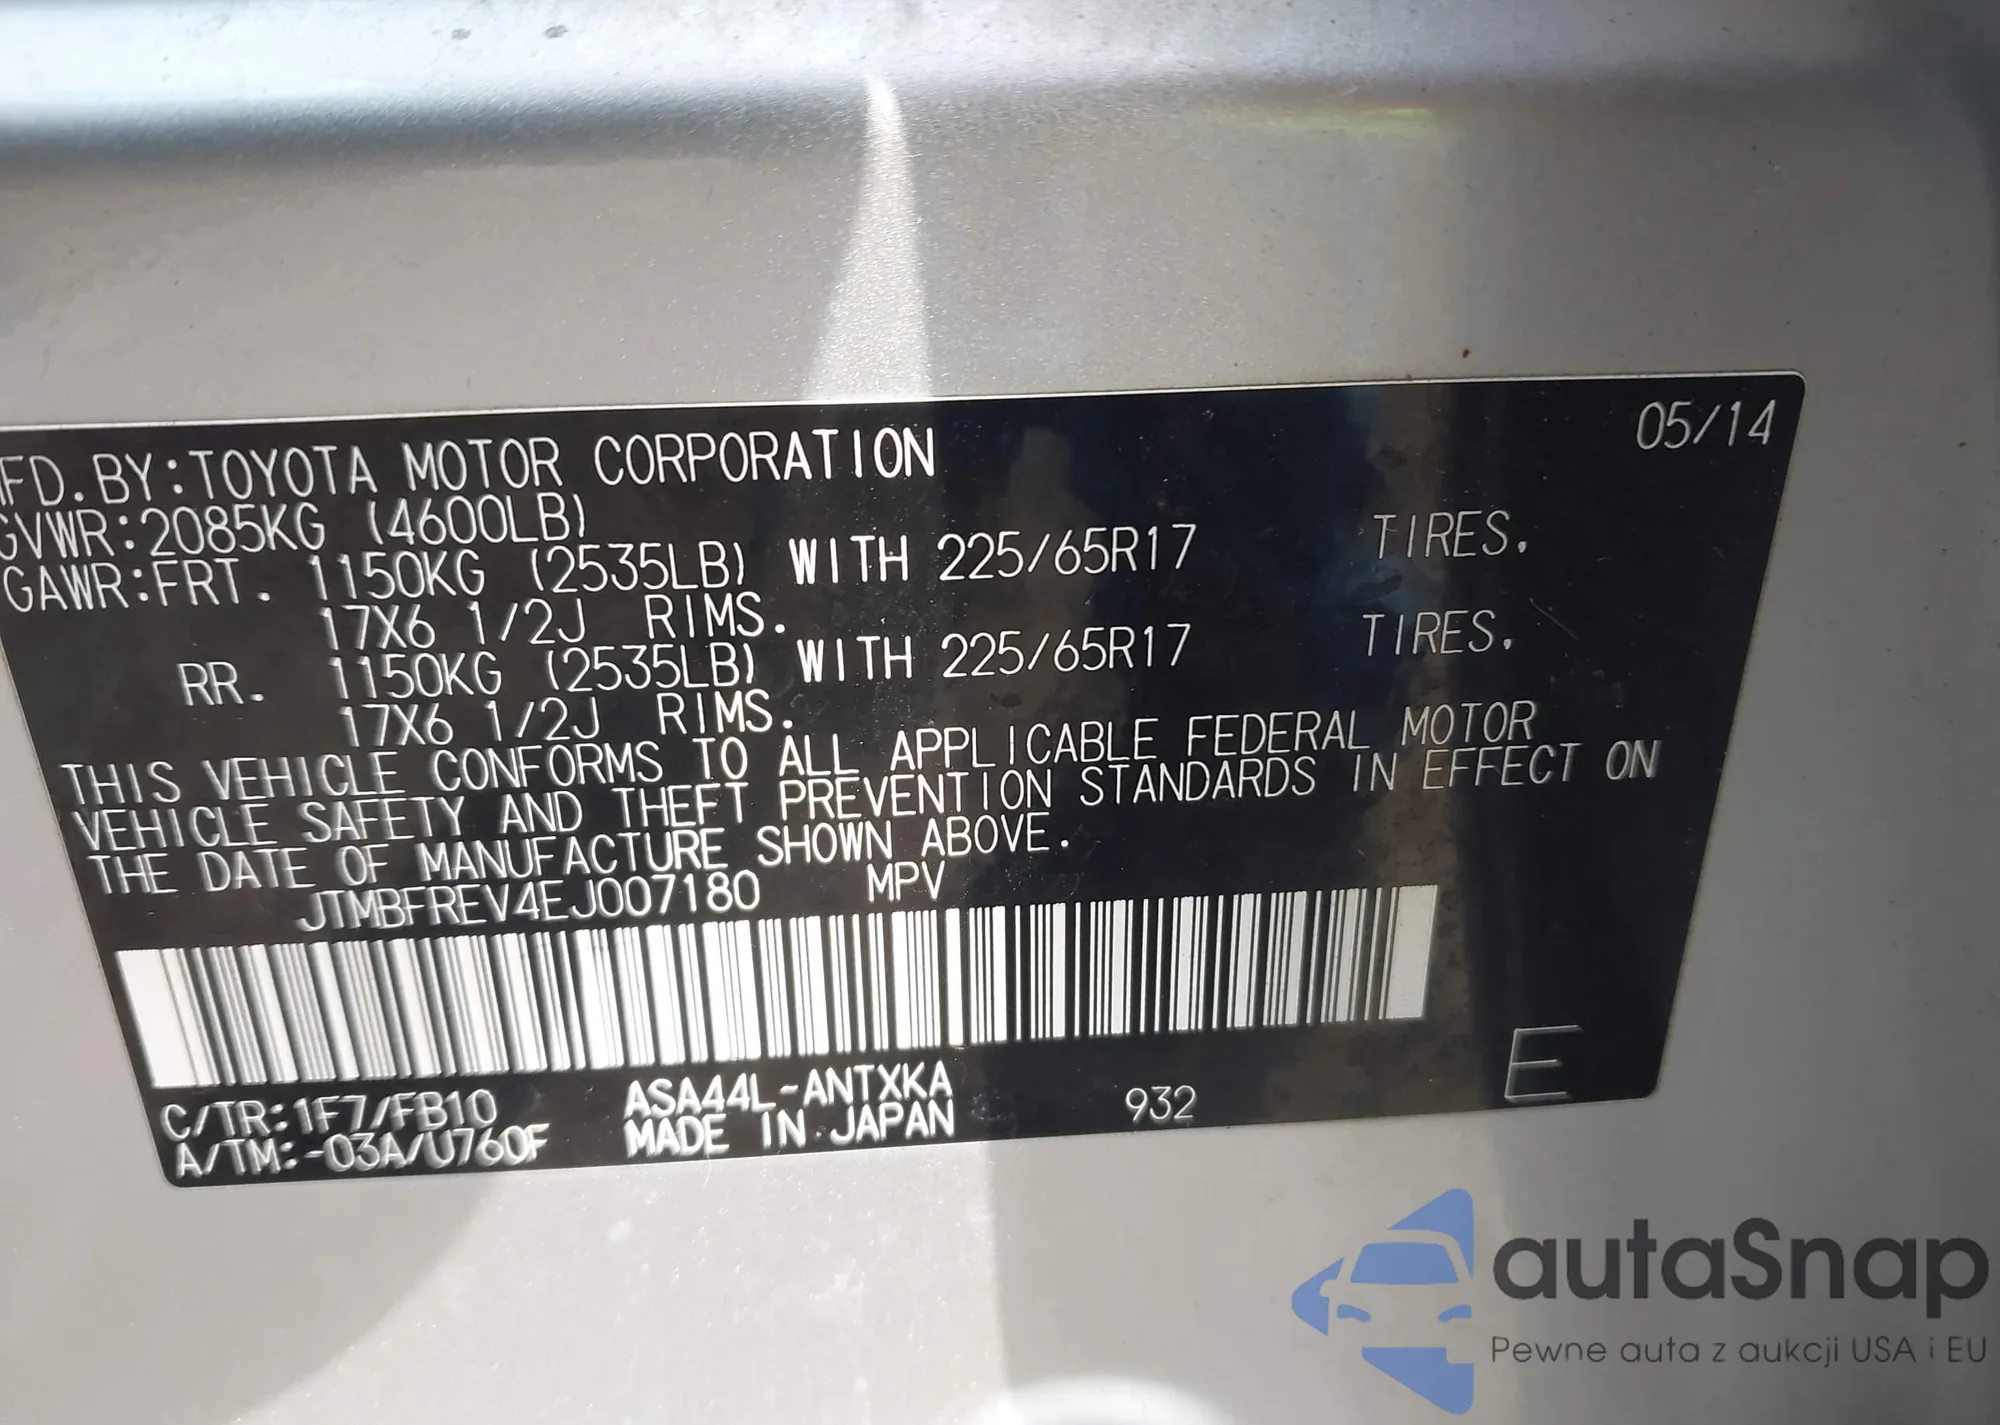 05/14
MFD. BY:TOYOTA MOTOR CORPORATION
GVWR:2085KG (4600LB)
GAWR:FRT. 1150KG (2535LB) WITH 225/65R17 TIRES.
17X6 1/2J RIMS.
RR. 1150KG (2535LB) WITH 225/65R17 TIRES.
17X6 1/2J RIMS.
THIS VEHICLE CONFORMS TO ALL APPLICABLE FEDERAL MOTOR
VEHICLE SAFETY AND THEFT PREVENTION STANDARDS IN EFFECT ON
THE DATE OF MANUFACTURE SHOWN ABOVE.
JTMBFREV4EJ007180 MPV
C/TR:1F7/FB10 ASA44L-ANTXKA 932 E
A/TM:-03A/U760F MADE IN JAPAN
autaSnap
Pewne auta z aukcji USA i EU